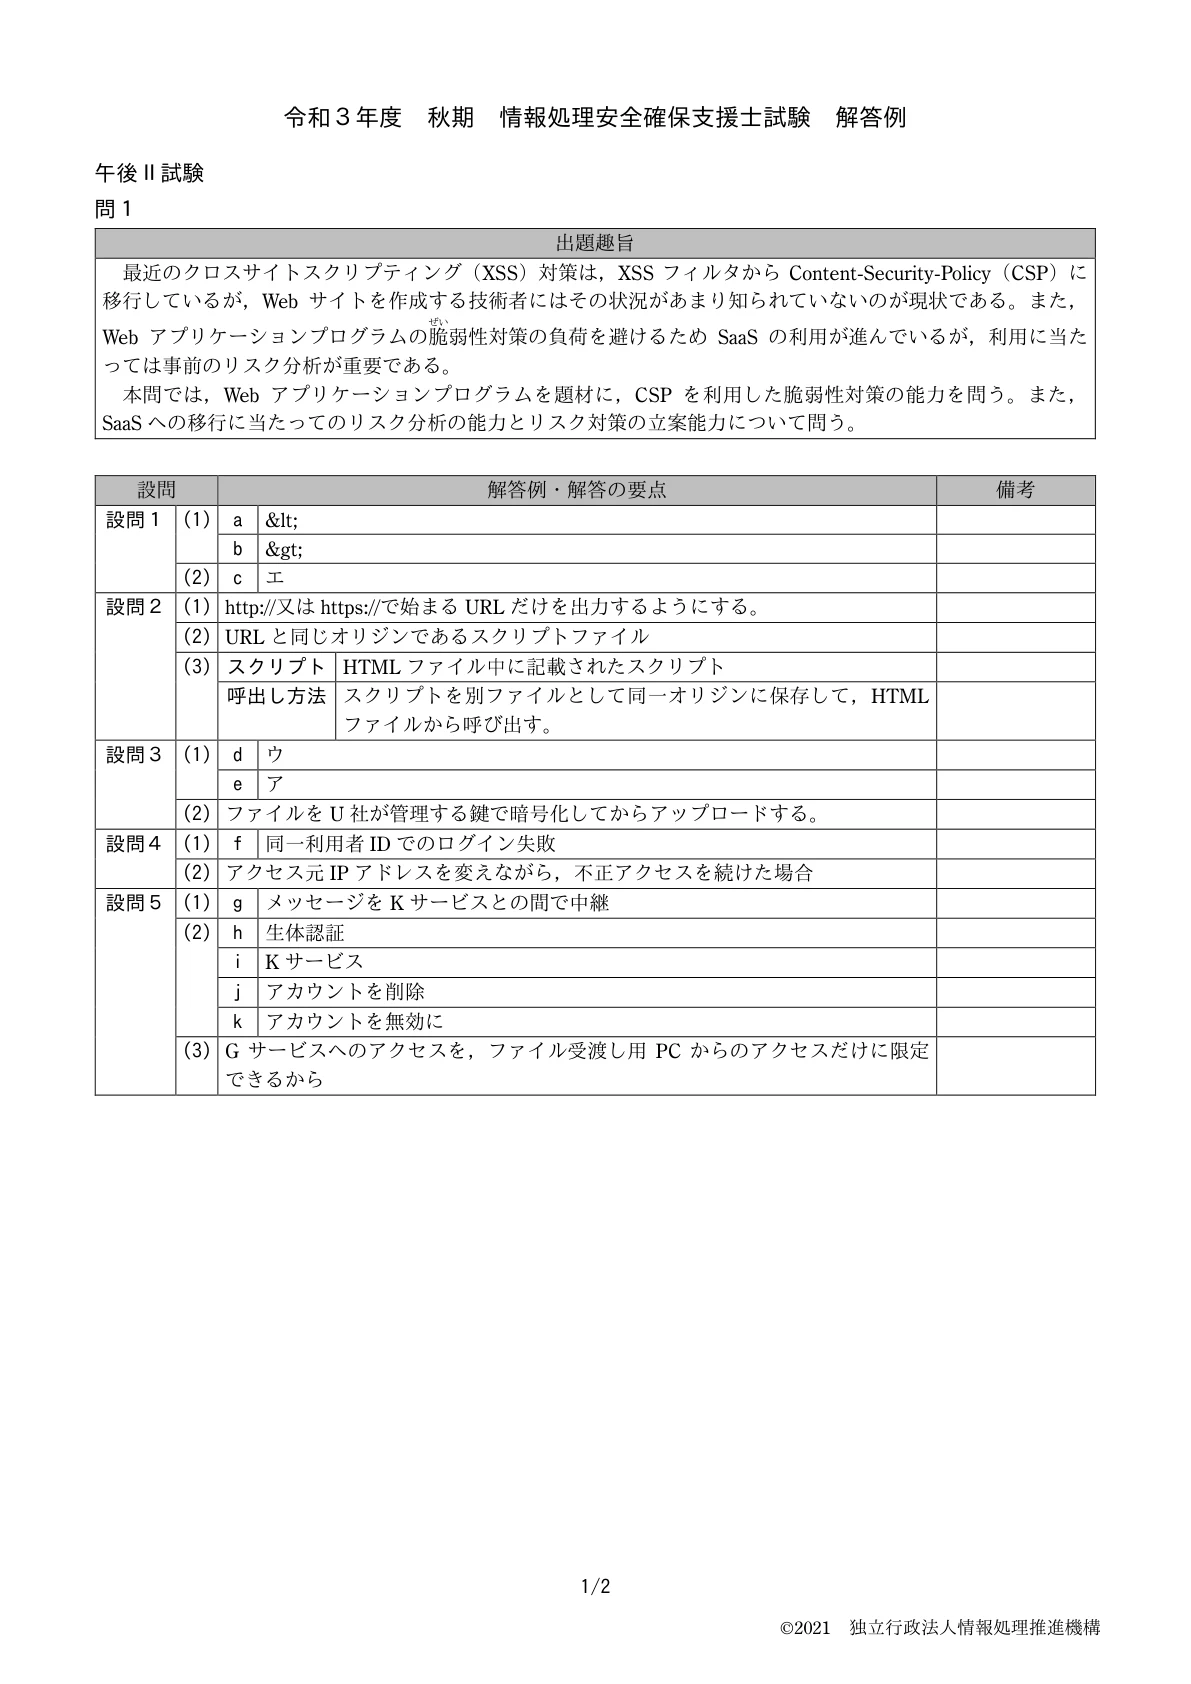 令和３年度　秋期　情報処理安全確保支援士試験　解答例
午後Ⅱ試験
問１
出題趣旨
最近のクロスサイトスクリプティング（XSS）対策は，XSS フィルタから Content-Security-Policy（CSP）に
移行しているが，Web サイトを作成する技術者にはその状況があまり知られていないのが現状である。また，
ぜい
Web アプリケーションプログラムの脆弱性対策の負荷を避けるため SaaS の利用が進んでいるが，利用に当た
っては事前のリスク分析が重要である。
本問では，Web アプリケーションプログラムを題材に，CSP を利用した脆弱性対策の能力を問う。また，
SaaS への移行に当たってのリスク分析の能力とリスク対策の立案能力について問う。
設問 解答例・解答の要点 備考
設問１ (1) a &lt;
b &gt;
(2) c エ
設問２ (1) http://又は https://で始まる URL だけを出力するようにする。
(2) URL と同じオリジンであるスクリプトファイル
(3) スクリプト HTML ファイル中に記載されたスクリプト
呼出し方法 スクリプトを別ファイルとして同一オリジンに保存して，HTML
ファイルから呼び出す。
設問３ (1) d ウ
e ア
(2) ファイルを U 社が管理する鍵で暗号化してからアップロードする。
設問４ (1) f 同一利用者 ID でのログイン失敗
(2) アクセス元 IP アドレスを変えながら，不正アクセスを続けた場合
設問５ (1) g メッセージを K サービスとの間で中継
(2) h 生体認証
i K サービス
j アカウントを削除
k アカウントを無効に
(3) G サービスへのアクセスを，ファイル受渡し用 PC からのアクセスだけに限定
できるから
1/2
©2021　独立行政法人情報処理推進機構